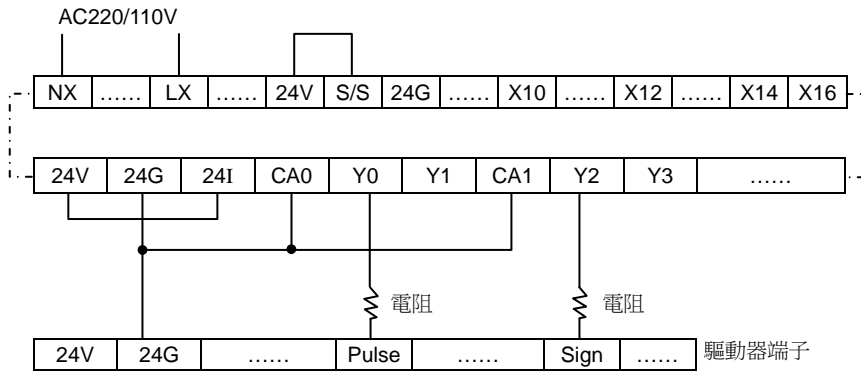 AC220/110V
NX …… LX …… 24V S/S 24G …… X10 …… X12 …… X14 X16
24V 24G 24I CA0 Y0 Y1 CA1 Y2 Y3 ……
電阻 電阻
24V 24G …… Pulse …… Sign …… 驅動器端子